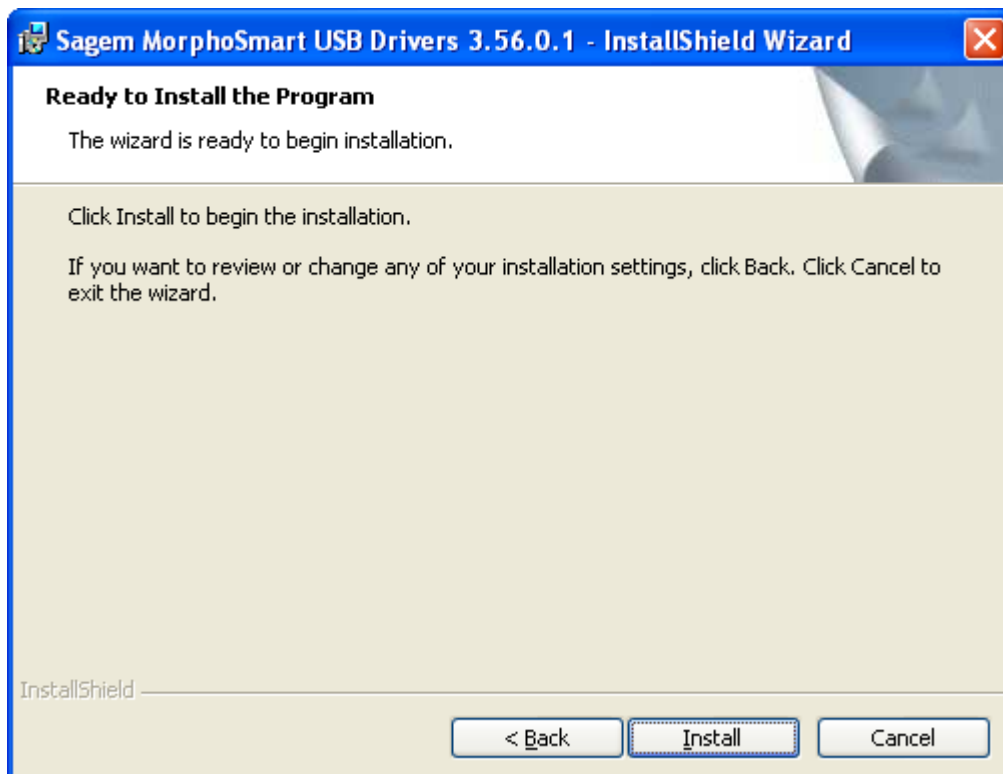 Sagem MorphoSmart USB Drivers 3.56.0.1 - InstallShield Wizard
Ready to Install the Program
The wizard is ready to begin installation.
Click Install to begin the installation.
If you want to review or change any of your installation settings, click Back. Click Cancel to
exit the wizard.
InstallShield
< Back
Install
Cancel